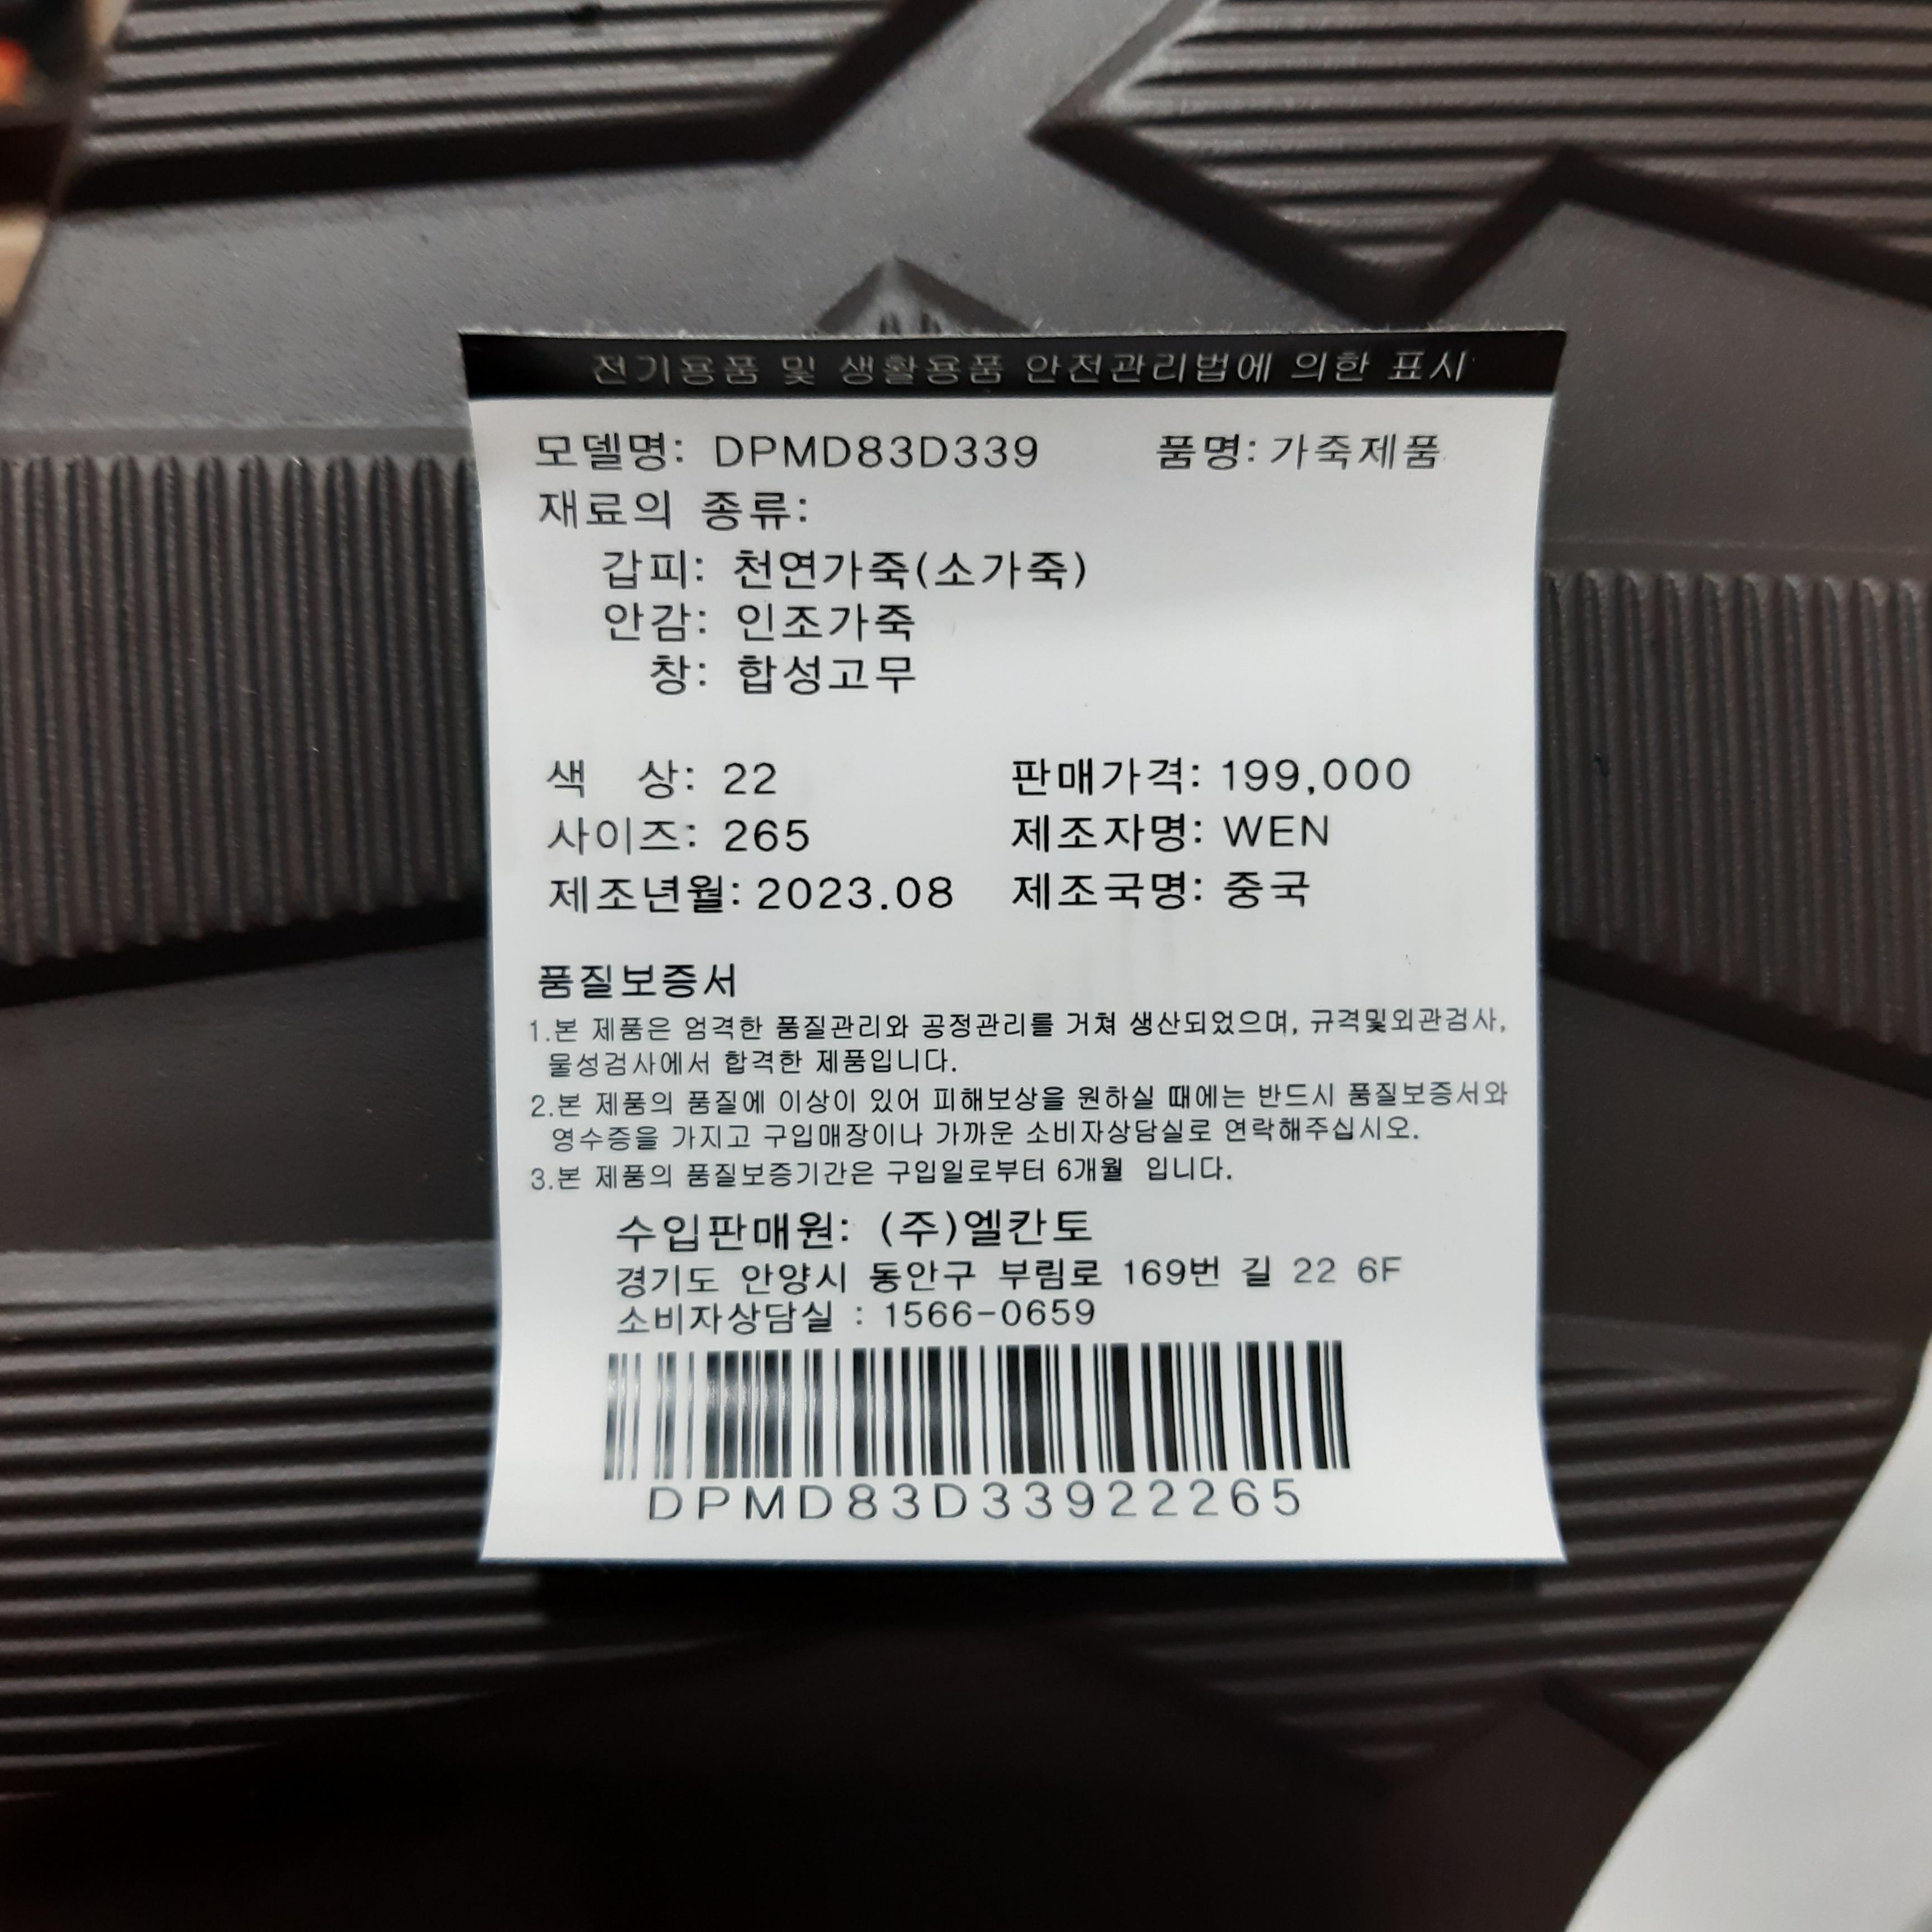 전기용품 및 생활용품 안전관리법에 의한 표시
모델명: DPMD83D339 품명: 가죽제품
재료의 종류:
갑피: 천연가죽(소가죽)
안감: 인조가죽
창: 합성고무
색 상: 22 판매가격: 199,000
사이즈: 265 제조자명: WEN
제조년월: 2023.08 제조국명: 중국
품질보증서
1.본 제품은 엄격한 품질관리와 공정관리를 거쳐 생산되었으며, 규격및외관검사,
물성검사에서 합격한 제품입니다.
2.본 제품의 품질에 이상이 있어 피해보상을 원하실 때에는 반드시 품질보증서와
영수증을 가지고 구입매장이나 가까운 소비자상담실로 연락해주십시오.
3.본 제품의 품질보증기간은 구입일로부터 6개월 입니다.
수입판매원: (주)엘칸토
경기도 안양시 동안구 부림로 169번 길 22 6F
소비자상담실 : 1566-0659
DPMD83D33922265